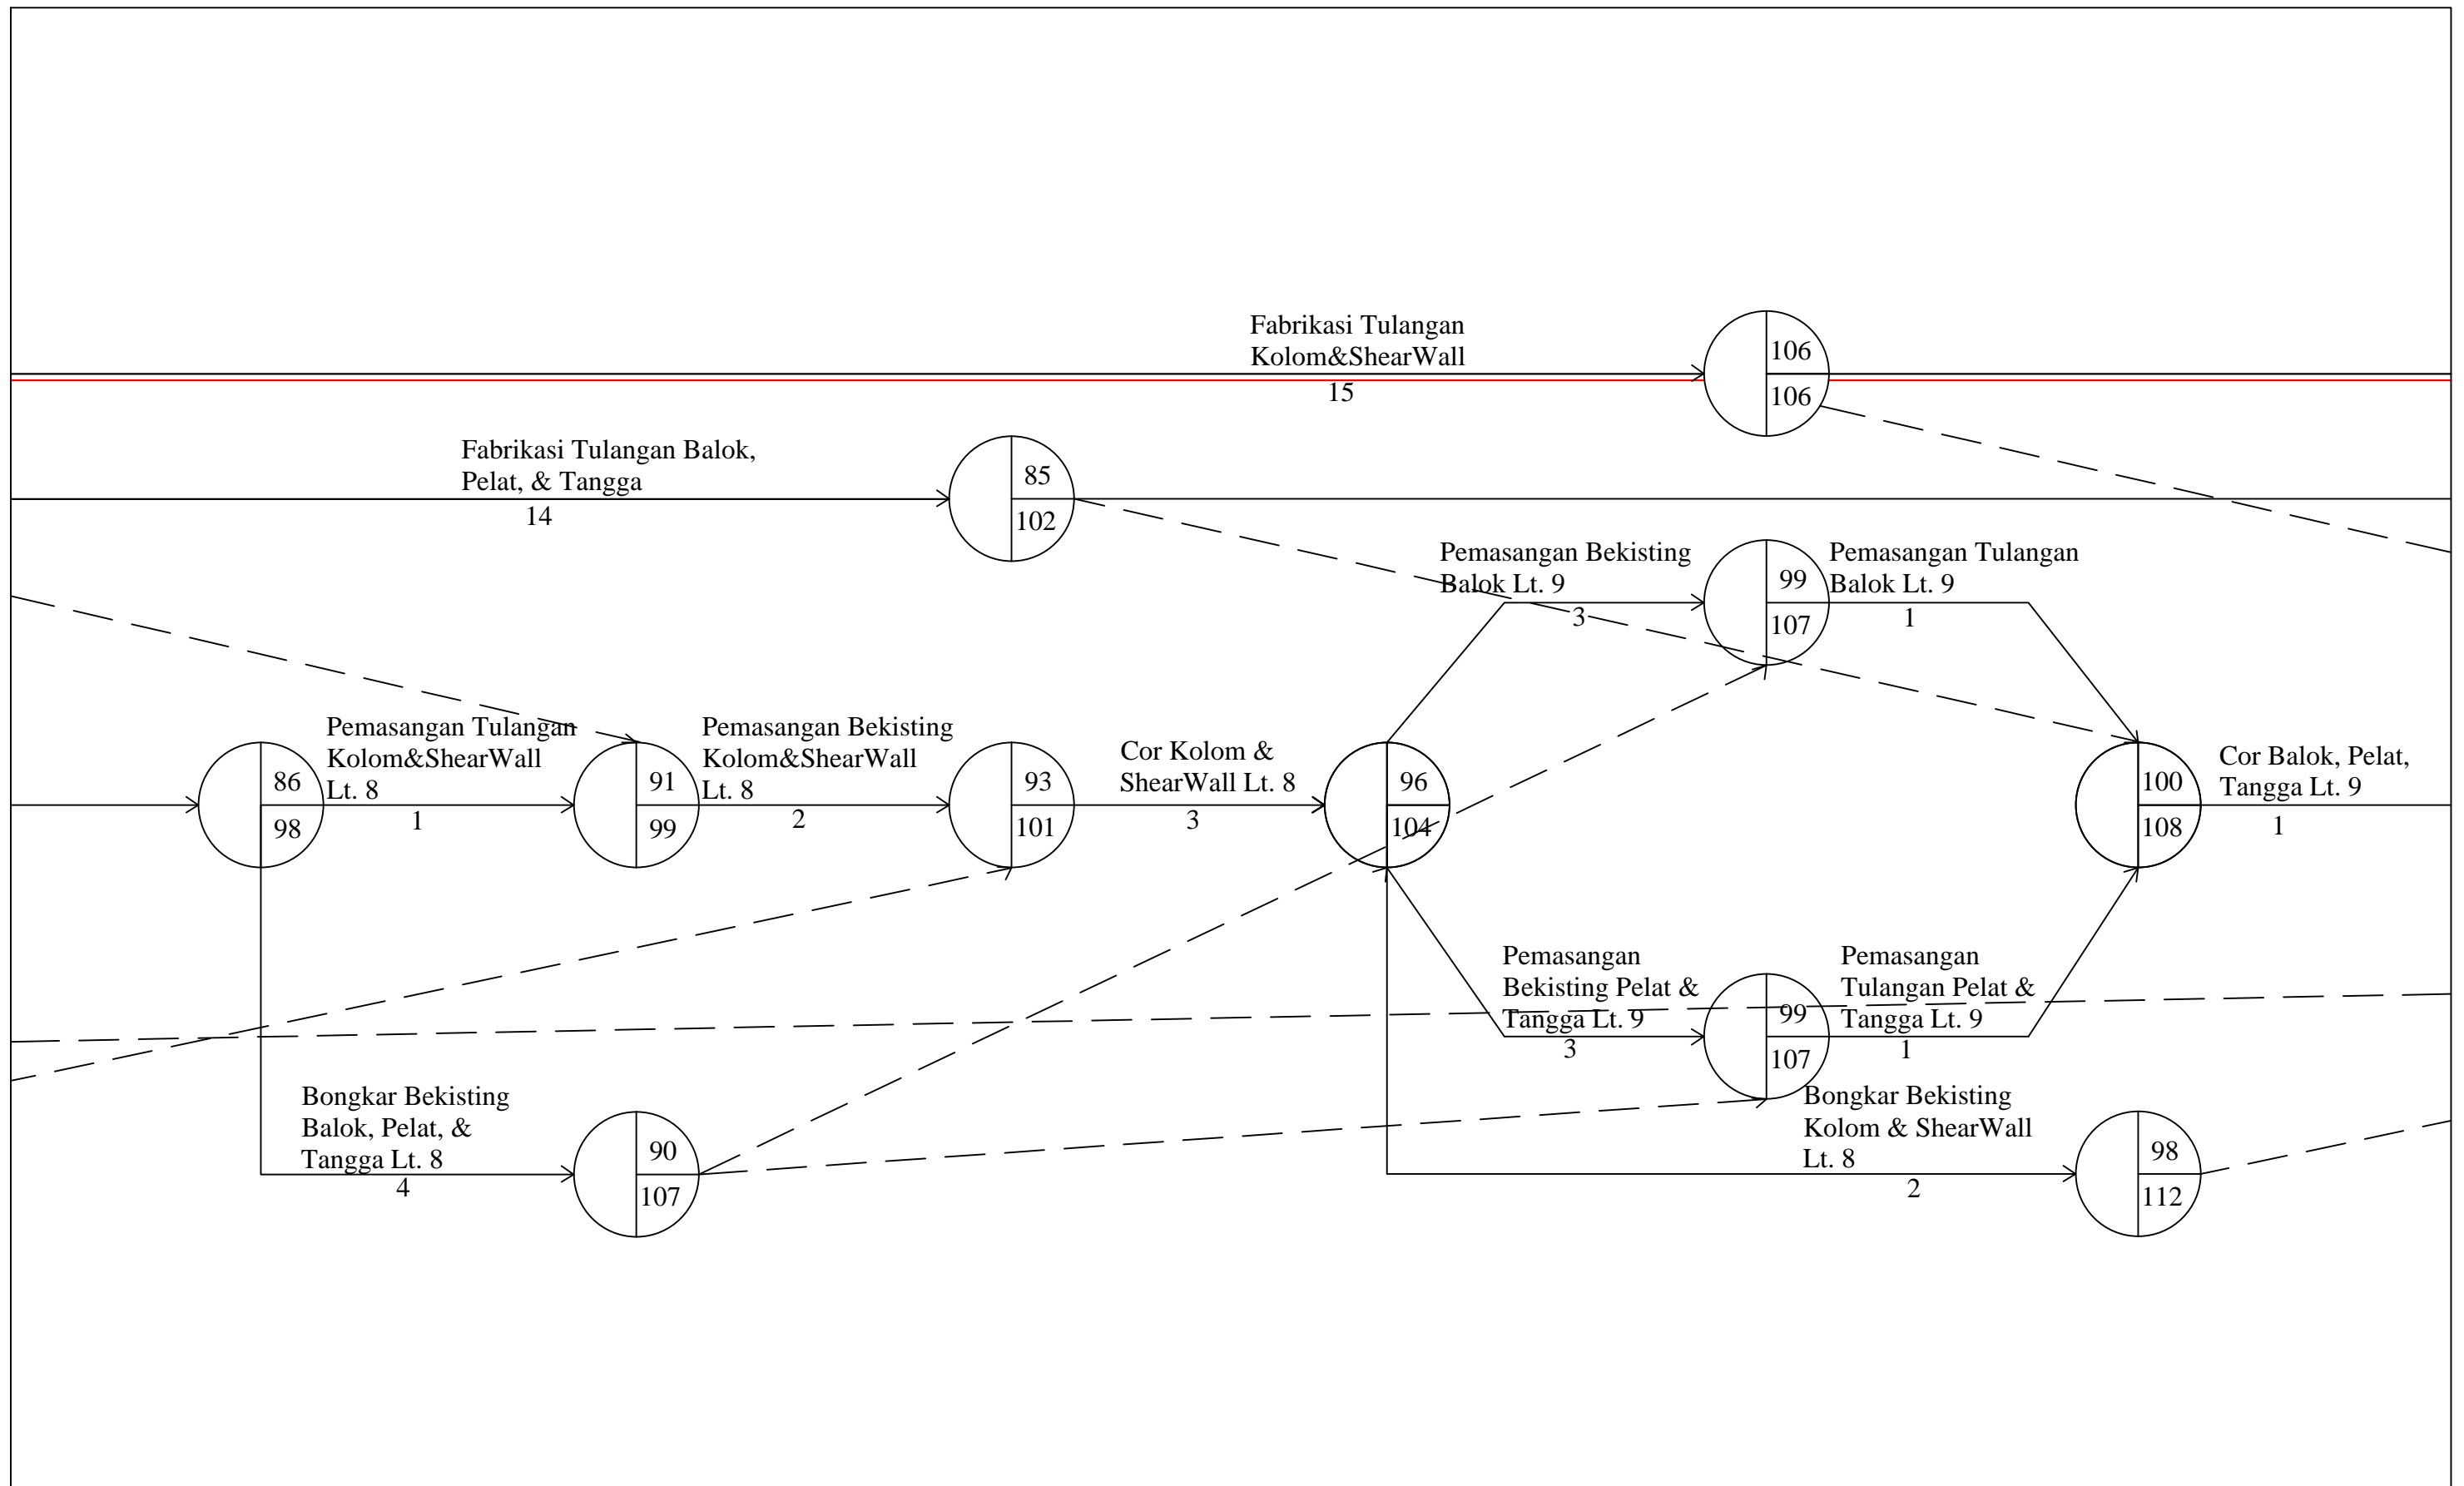 Fabrikasi Tulangan
Kolom&ShearWall
15
106
106
Fabrikasi Tulangan Balok,
Pelat, & Tangga
14
85
102
Pemasangan Bekisting
Balok Lt. 9
3
99
107
Pemasangan Tulangan
Balok Lt. 9
1
86
98
Pemasangan Tulangan
Kolom&ShearWall
Lt. 8
1
91
99
Pemasangan Bekisting
Kolom&ShearWall
Lt. 8
2
93
101
Cor Kolom &
ShearWall Lt. 8
3
96
104
100
108
Cor Balok, Pelat,
Tangga Lt. 9
1
Pemasangan
Bekisting Pelat &
Tangga Lt. 9
3
99
107
Pemasangan
Tulangan Pelat &
Tangga Lt. 9
1
Bongkar Bekisting
Balok, Pelat, &
Tangga Lt. 8
4
90
107
Bongkar Bekisting
Kolom & ShearWall
Lt. 8
2
98
112